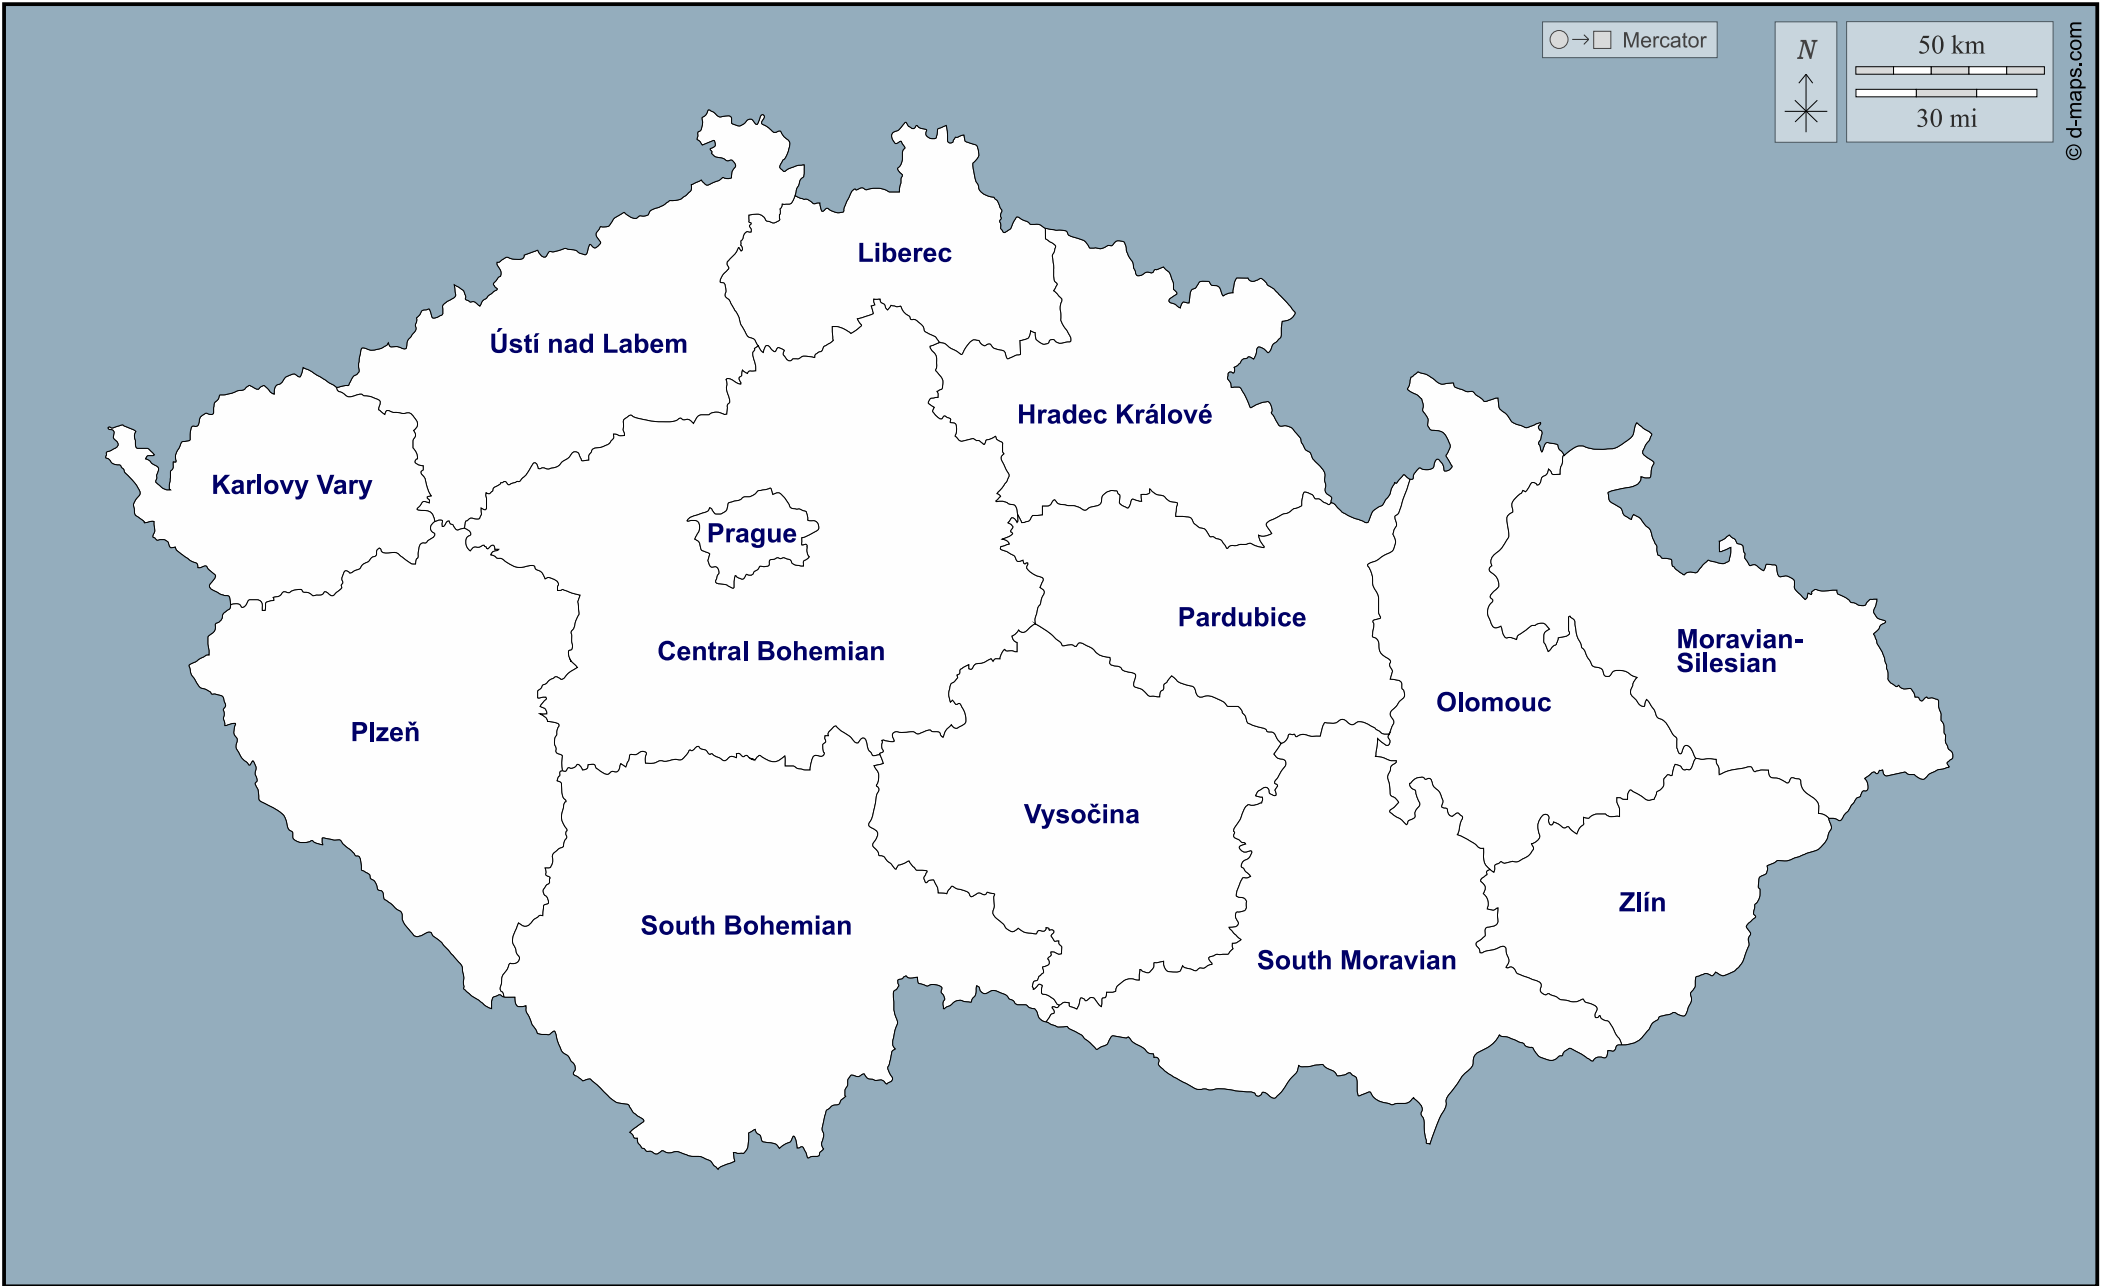 Mercator
N
50 km
30 mi
© d-maps.com
Liberec
Ústí nad Labem
Hradec Králové
Karlovy Vary
Prague
Pardubice
Central Bohemian
Moravian-
Silesian
Olomouc
Plzeň
Vysočina
Zlín
South Bohemian
South Moravian